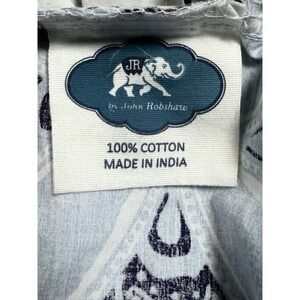 JR
by John Robshaw
100% COTTON
MADE IN INDIA